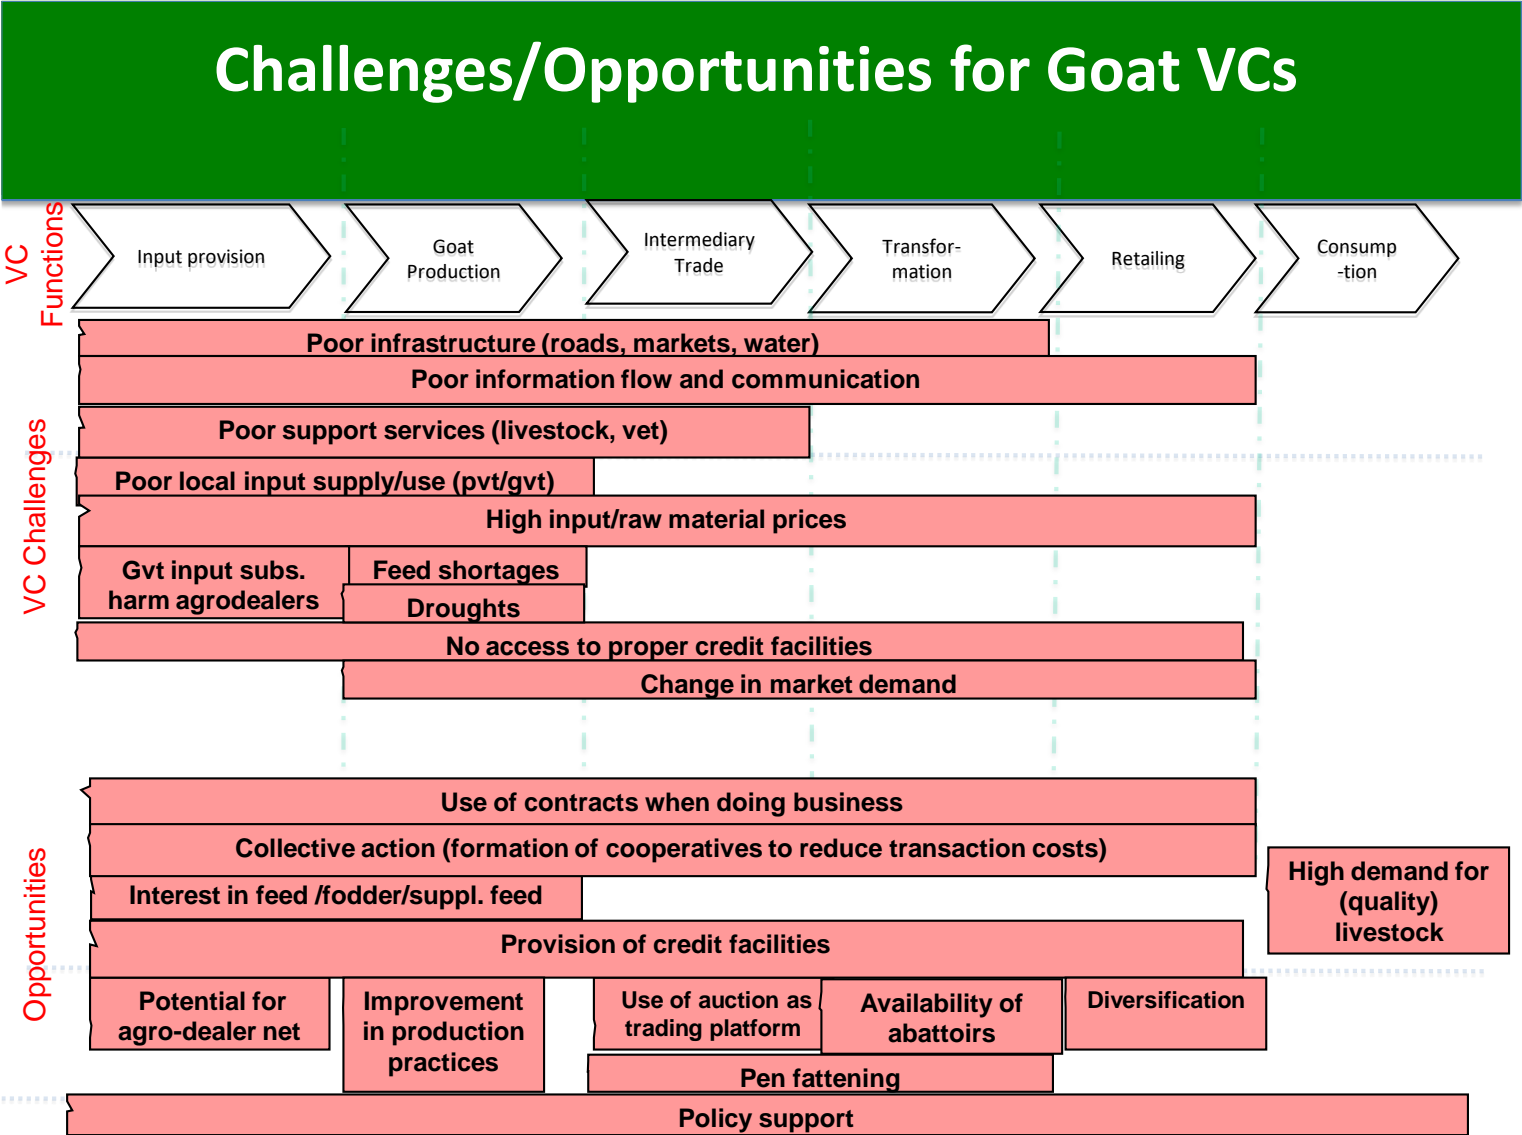 Challenges/Opportunities for Goat VCs
VC
Functions
Input provision
Goat
Production
Intermediary
Trade
Transfor-
mation
Retailing
Consump
-tion
VC Challenges
Poor infrastructure (roads, markets, water)
Poor information flow and communication
Poor support services (livestock, vet)
Poor local input supply/use (pvt/gvt)
High input/raw material prices
Gvt input subs.
harm agrodealers
Feed shortages
Droughts
No access to proper credit facilities
Change in market demand
Opportunities
Use of contracts when doing business
Collective action (formation of cooperatives to reduce transaction costs)
High demand for
(quality)
livestock
Interest in feed /fodder/suppl. feed
Provision of credit facilities
Potential for
agro-dealer net
Improvement
in production
practices
Use of auction as
trading platform
Availability of
abattoirs
Diversification
Pen fattening
Policy support